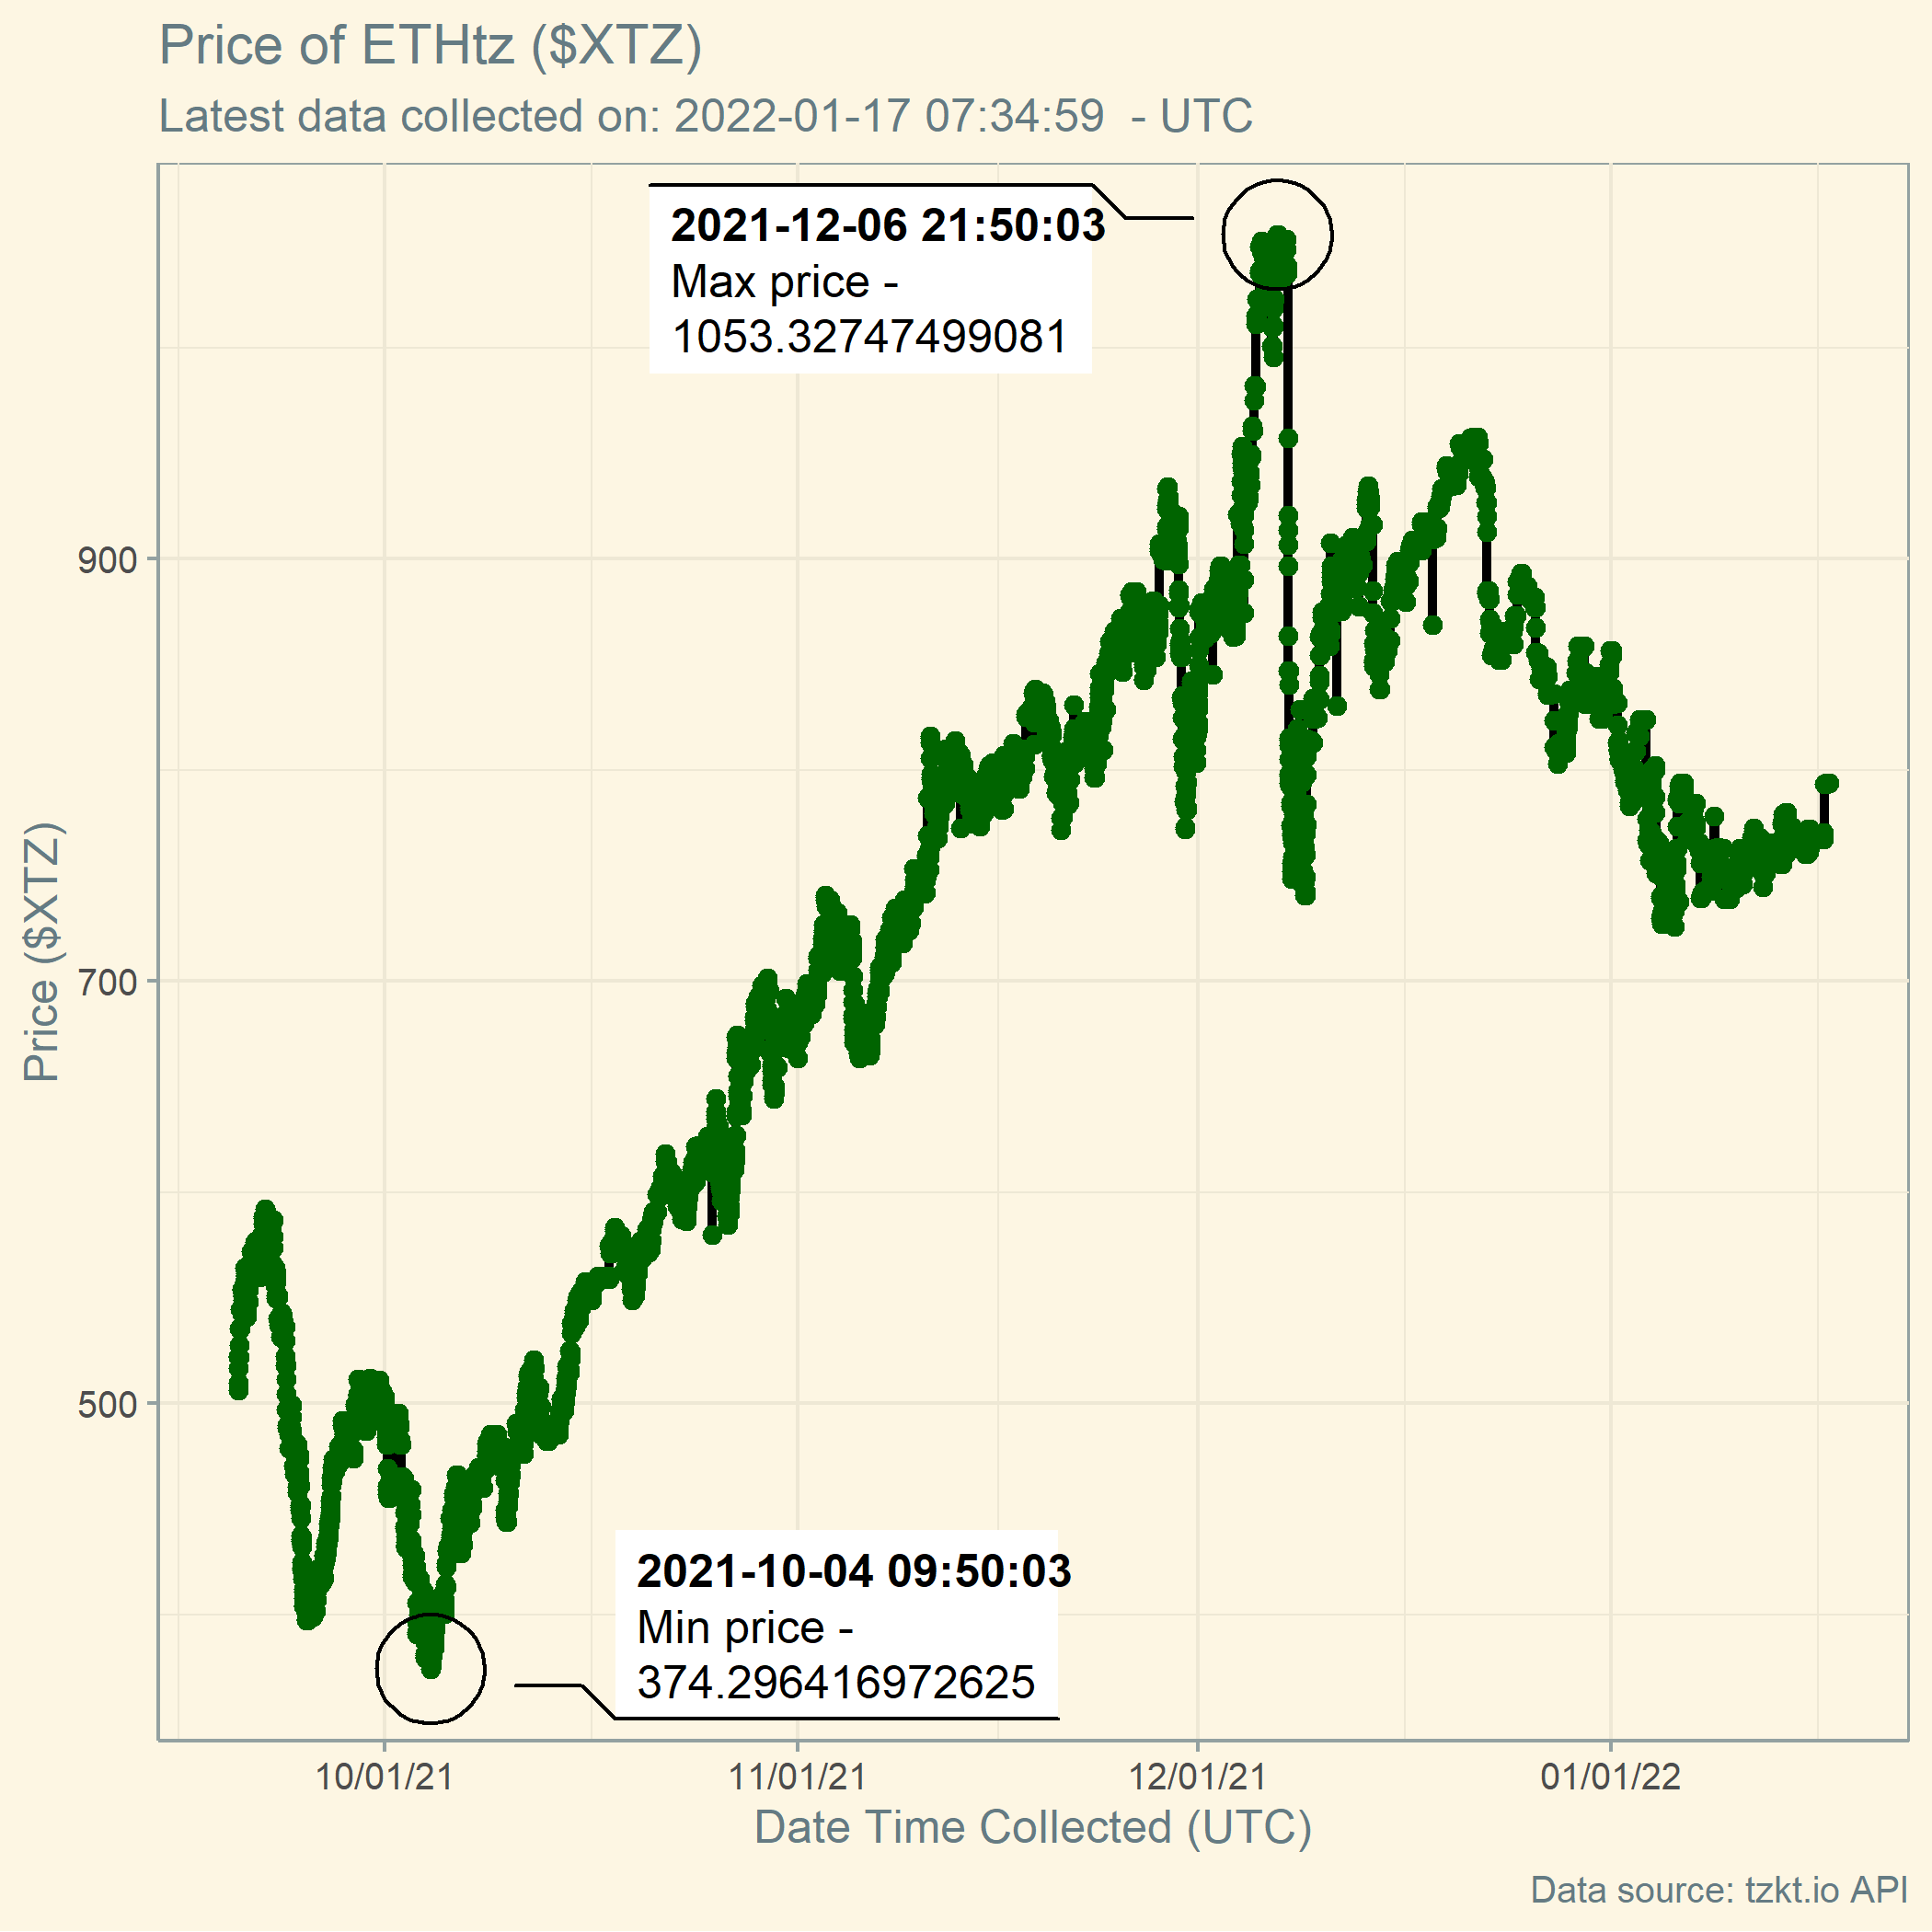 Price of ETHtz ($XTZ)
Latest data collected on: 2022-01-17 07:34:59  - UTC
2021-12-06 21:50:03
Max price -
1053.32747499081
900
700
500
Price ($XTZ)
2021-10-04 09:50:03
Min price -
374.296416972625
10/01/21 11/01/21 12/01/21 01/01/22
Date Time Collected (UTC)
Data source: tzkt.io API